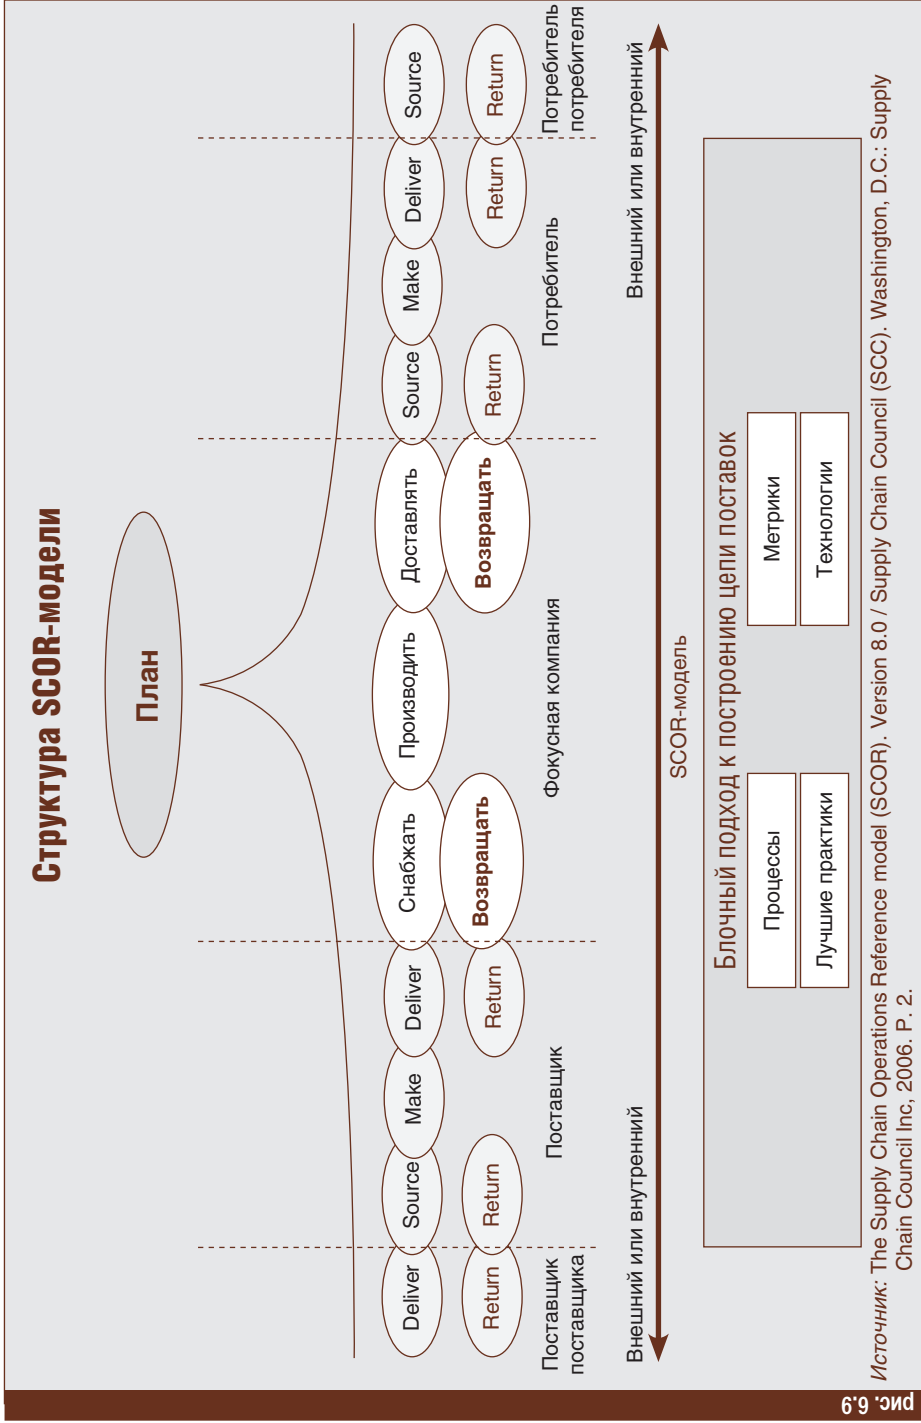 рис. 6.9
Структура SCOR-модели
План
Deliver
Source
Make
Deliver
Снабжать
Производить
Доставлять
Source
Make
Deliver
Source
Return
Return
Return
Возвращать
Возвращать
Return
Return
Return
Поставщик
поставщика
Поставщик
Фокусная компания
Потребитель
Потребитель
потребителя
Внешний или внутренний
Внешний или внутренний
SCOR-модель
Блочный подход к построению цепи поставок
Процессы
Метрики
Лучшие практики
Технологии
Источник: The Supply Chain Operations Reference model (SCOR). Version 8.0 / Supply Chain Council (SCC). Washington, D.C.: Supply
Chain Council Inc, 2006. P. 2.